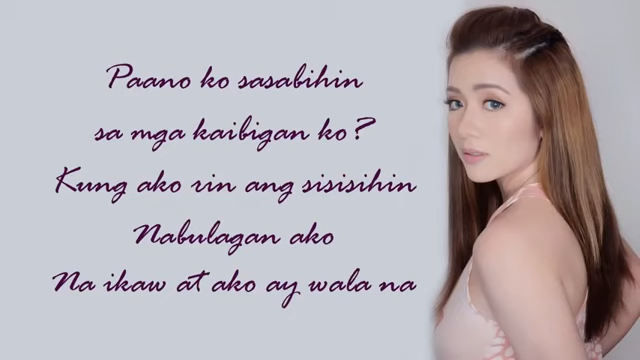 Paano ko sasabihin
sa mga kaibigan ko?
Kung ako rin ang sisisihin
Nabulagan ako
Na ikaw at ako ay wala na